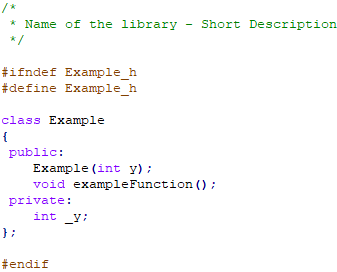 /*
 * Name of the library - Short Description
 */

#ifndef Example_h
#define Example_h

class Example
{
 public:
    Example(int y);
    void exampleFunction();
 private:
    int _y;
};

#endif